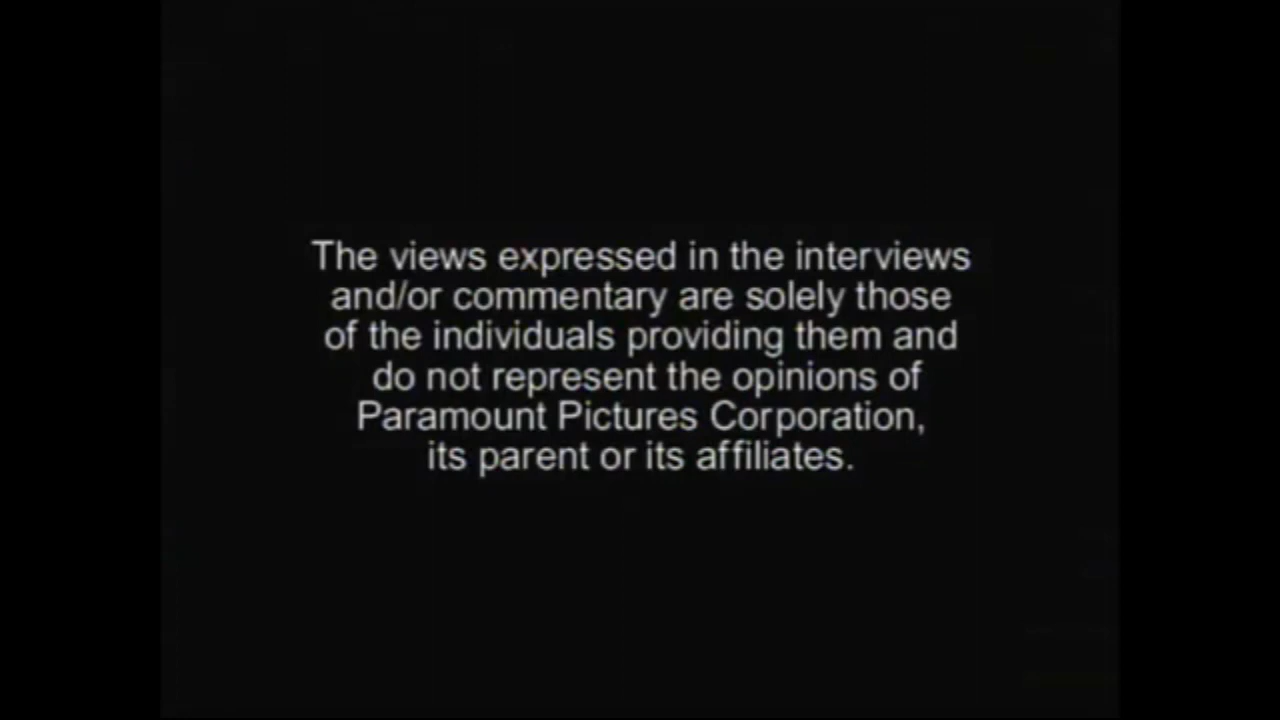 The views expressed in the interviews
and/or commentary are solely those
of the individuals providing them and
do not represent the opinions of
Paramount Pictures Corporation,
its parent or its affiliates.